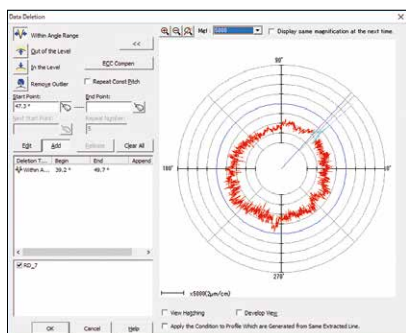 Data Deletion
Within Angle Range
Out of the Level
In the Level
Remove Outlier
<<
ECC Compen
Repeat Const Pitch
Start Point:
End Point:
47.3 °
Next Start Point:
Repeat Number:
5
Edit
Add
Remove
Clear All
Deletion T...
Begin
End
Append
Within A...
39.2 °
49.7 °
RD_7
OK
Cancel
Help
Mgf
5000
Display same magnification at the next time.
90°
180°
0°
270°
x5000(2μm/cm)
View Hatching
Develop View
Apply the Condition to Profile Which are Generated from Same Extracted Line.